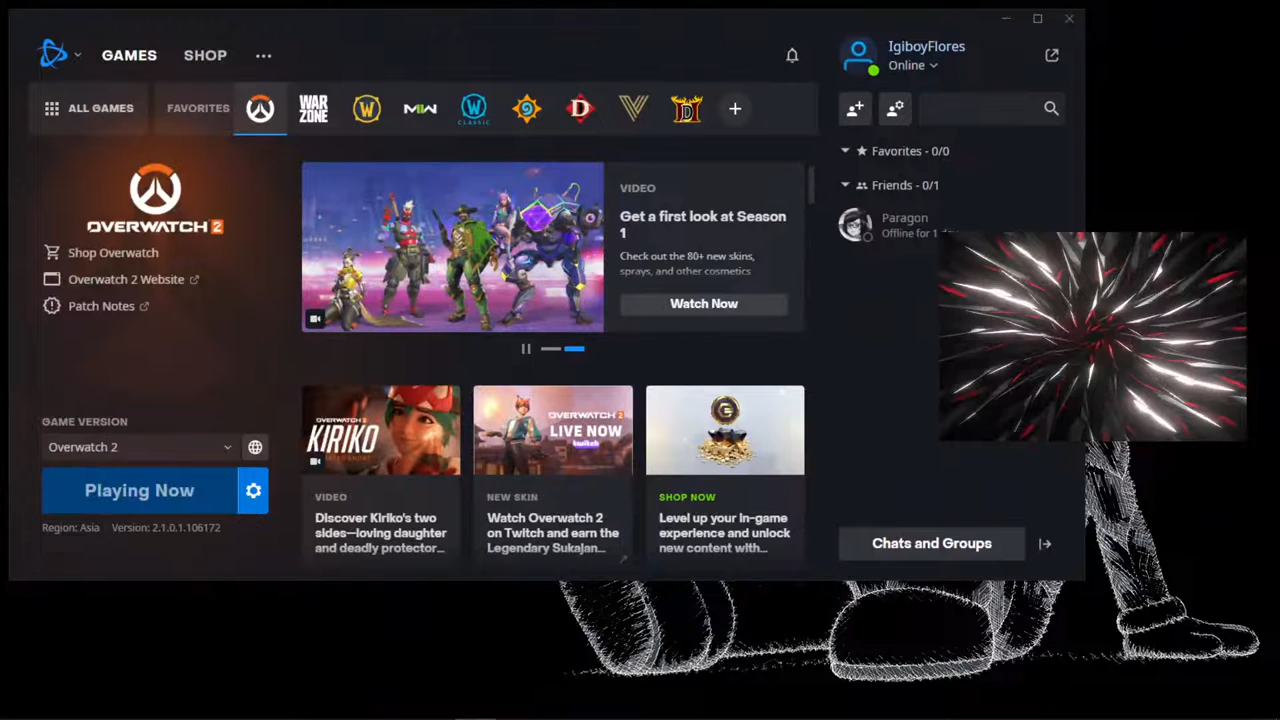 GAMES
SHOP
IgiboyFlores
Online
ALL GAMES
FAVORITES
WAR
ZONE
CLASSIC
OVERWATCH 2
Shop Overwatch
Overwatch 2 Website
Patch Notes
VIDEO
Get a first look at Season
1
Check out the 80+ new skins,
sprays, and other cosmetics
Watch Now
Favorites - 0/0
Friends - 0/1
Paragon
Offline for 1
GAME VERSION
Overwatch 2
Playing Now
Region: Asia Version: 2.1.0.1.106172
OVERWATCH 2
KIRIKO
VIDEO
Discover Kiriko's two
sides—loving daughter
and deadly protector...
OVERWATCH 2
LIVE NOW
twitch
NEW SKIN
Watch Overwatch 2
on Twitch and earn the
Legendary Sukajan...
SHOP NOW
Level up your in-game
experience and unlock
new content with...
Chats and Groups